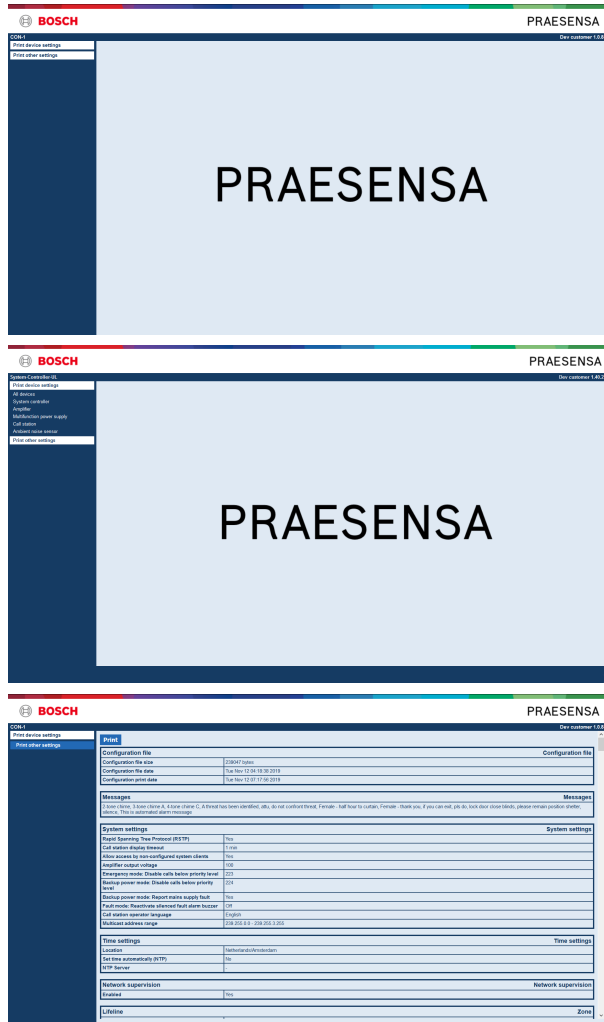 BOSCH
PRAESENSA
CON-1
Dev customer 1.0.8
Print device settings
Print other settings
PRAESENSA
BOSCH
PRAESENSA
System-Controller-UL
Dev customer 1.40.2
Print device settings
All devices
System controller
Amplifier
Multifunction power supply
Call station
Ambient noise sensor
Print other settings
PRAESENSA
BOSCH
PRAESENSA
CON-1
Dev customer 1.0.8
Print device settings
Print other settings
Print
Configuration file Configuration file
Configuration file size 239047 bytes
Configuration file date Tue Nov 12 04:18:39 2019
Configuration print date Tue Nov 12 07:17:56 2019
Messages Messages
2-tone chime, 3-tone chime A, 4-tone chime C, A threat has been identified, attu, do not confront threat, Female - half hour to curtain, Female - thank you, if you can exit, pls do, lock door close blinds, please remain position shelter,
silence, This is automated alarm message
System settings System settings
Rapid Spanning Tree Protocol (RSTP) Yes
Call station display timeout 1 min
Allow access by non-configured system clients Yes
Amplifier output voltage 100
Emergency mode: Disable calls below priority level 223
Backup power mode: Disable calls below priority 224
level
Backup power mode: Report mains supply fault Yes
Fault mode: Reactivate silenced fault alarm buzzer Off
Call station operator language English
Multicast address range 239.255.0.0 - 239.255.3.255
Time settings Time settings
Location Netherlands/Amsterdam
Set time automatically (NTP) No
NTP Server -
Network supervision Network supervision
Enabled Yes
Lifeline Zone